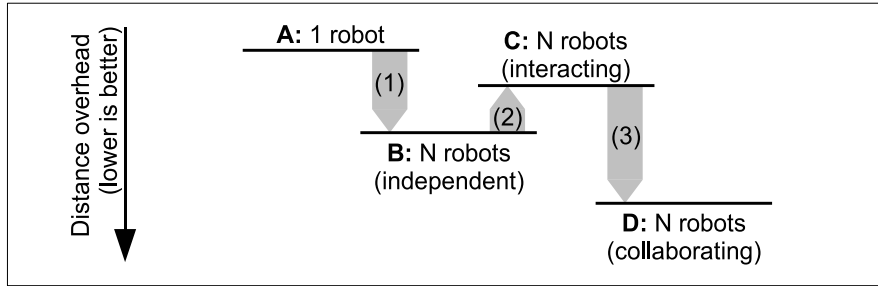 Distance overhead
(lower is better)
A: 1 robot
(1)
B: N robots
(independent)
(2)
C: N robots
(interacting)
(3)
D: N robots
(collaborating)